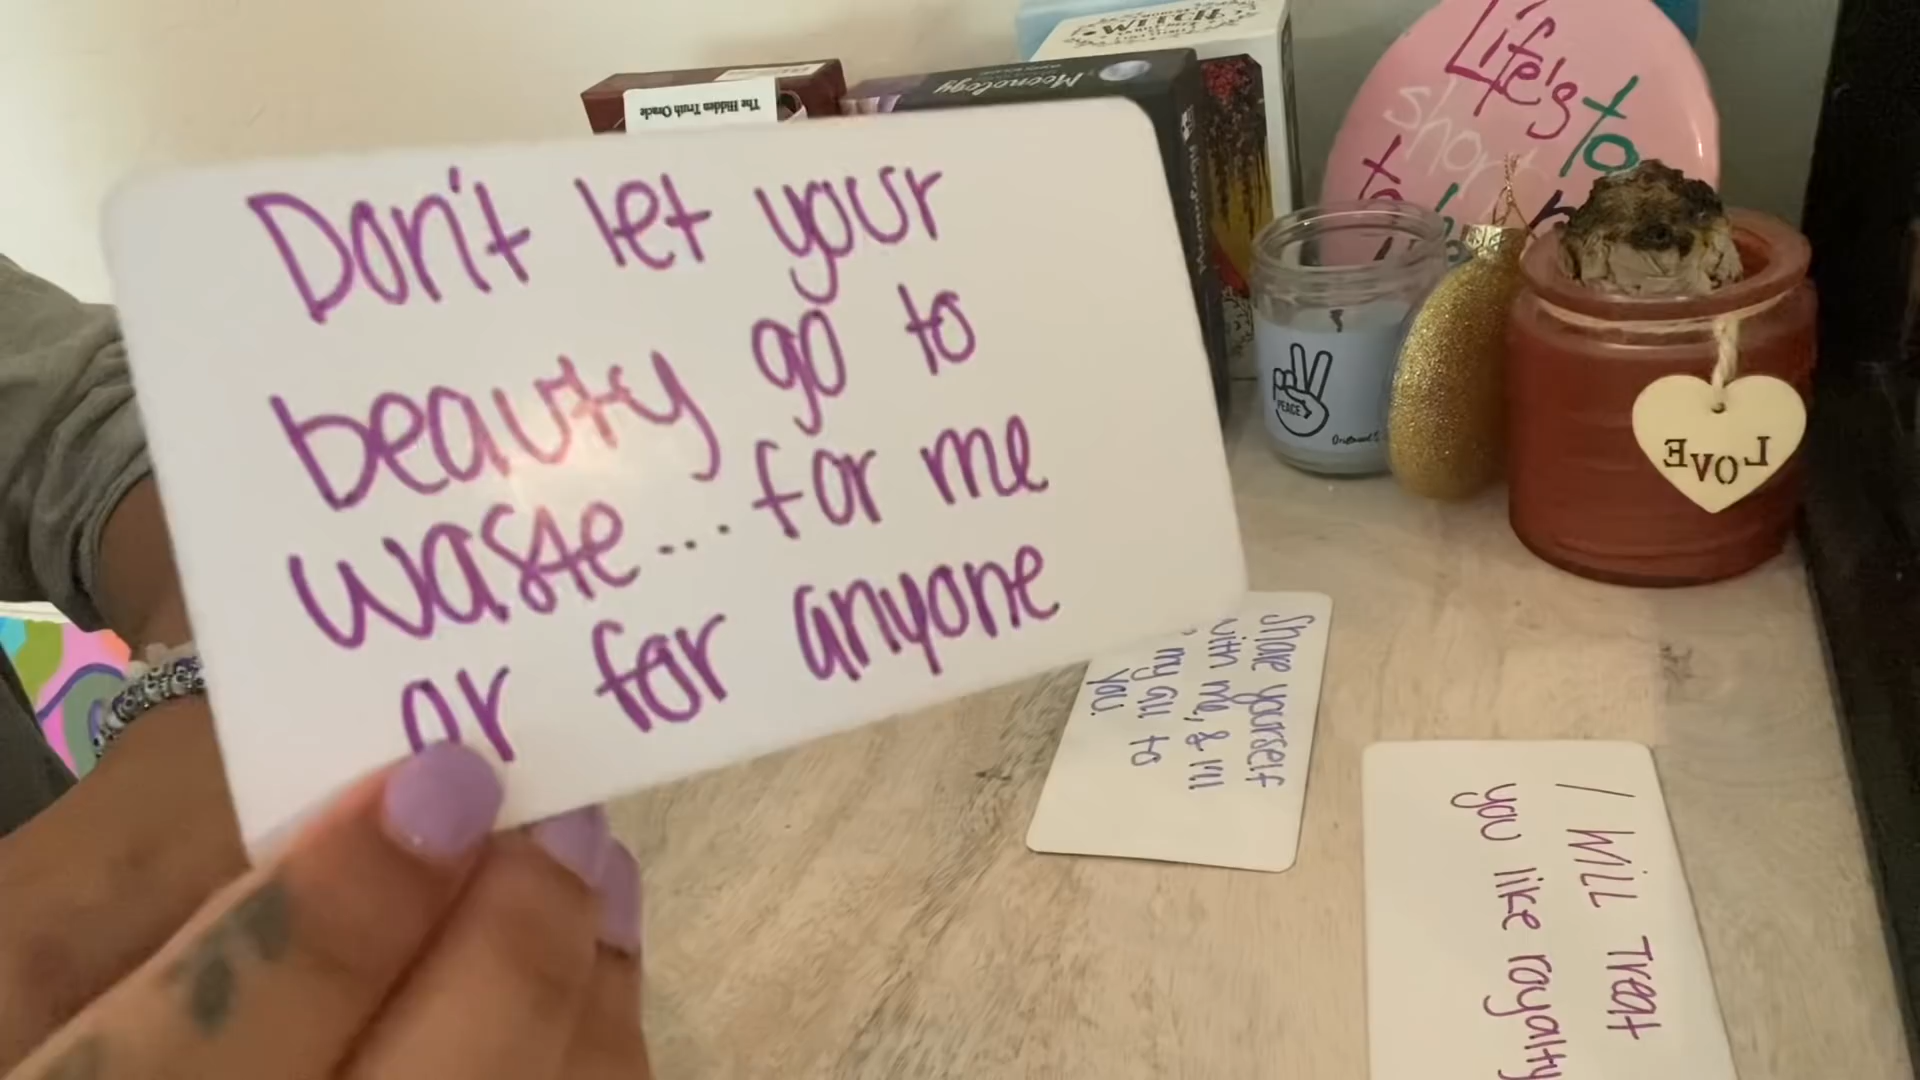 Don't let your
beauty go to
waste... for me
or for anyone
Share yourself
with me, & I'll
my all to
you.
I WILL TREAT
you like royalty
The Hidden Truth Oracle
Moonology
WITCH
Life's
to
short
to
PEACE
LOVE